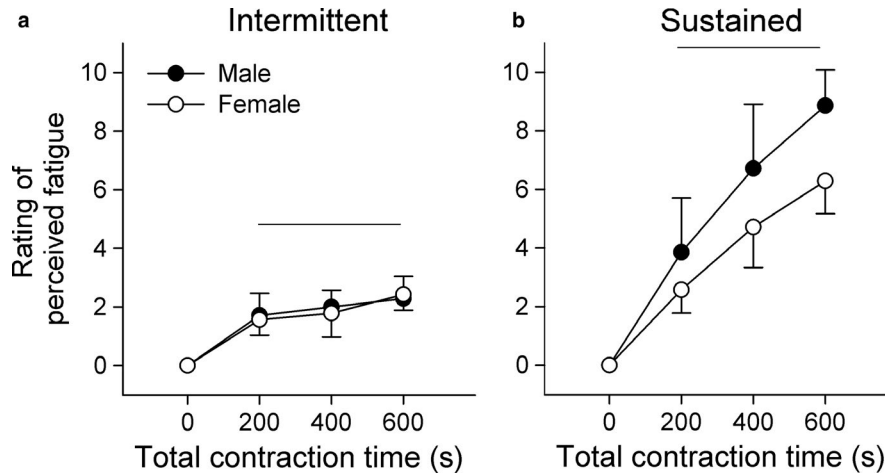 a
Intermittent
Male
Female
Rating of
perceived fatigue
10
8
6
4
2
0
0 200 400 600
Total contraction time (s)
b
Sustained
10
8
6
4
2
0
0 200 400 600
Total contraction time (s)